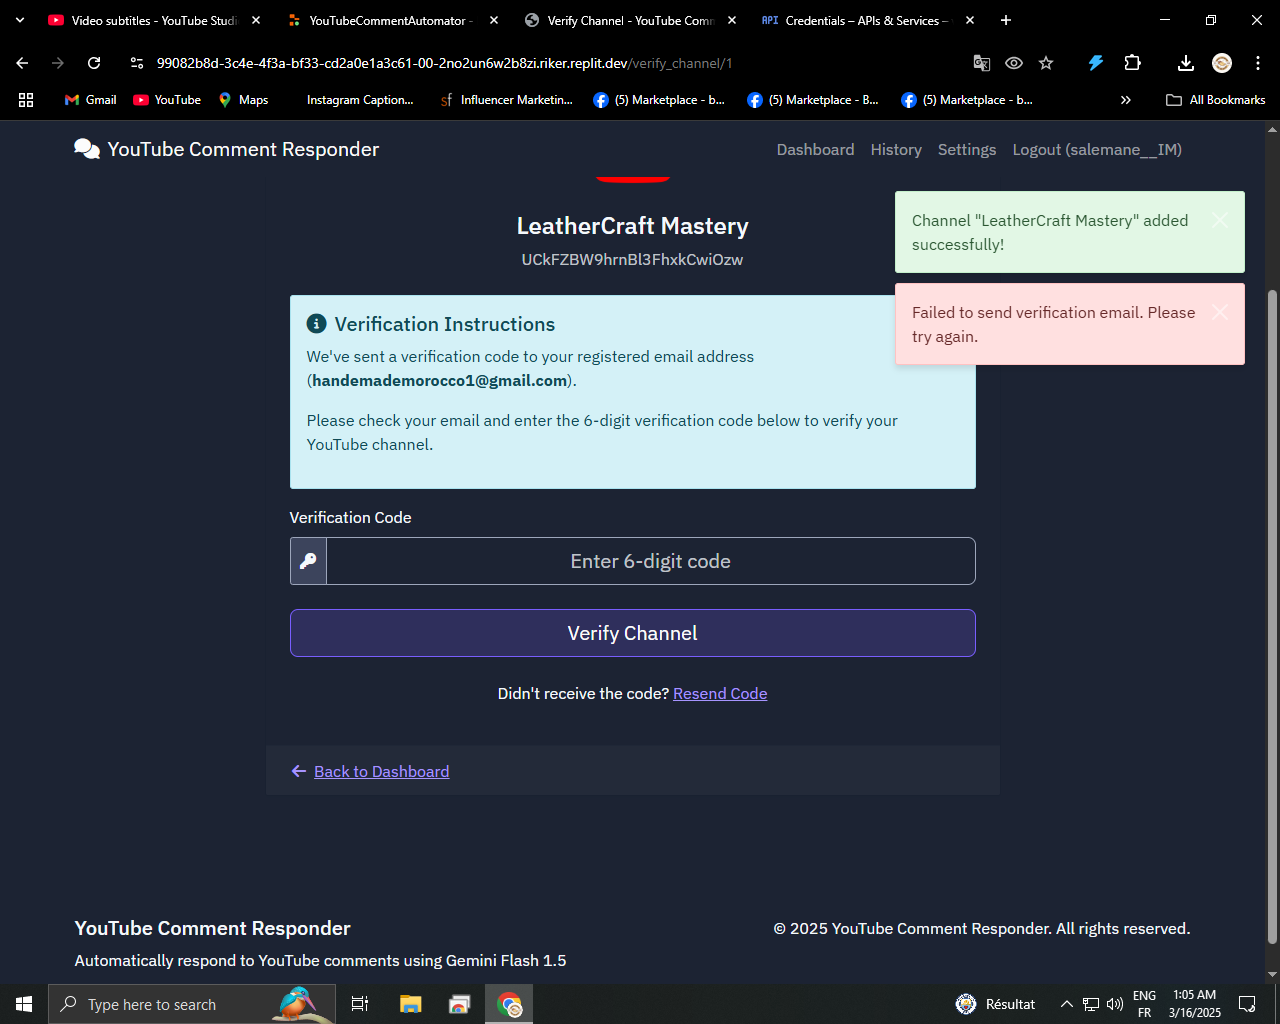 Video subtitles - YouTube Studi
YouTubeCommentAutomator -
Verify Channel - YouTube Comm
API Credentials – APIs & Services –
99082b8d-3c4e-4f3a-bf33-cd2a0e1a3c61-00-2no2un6w2b8zi.riker.replit.dev/verify_channel/1
Gmail
YouTube
Maps
Instagram Caption...
sf Influencer Marketin...
(5) Marketplace - b...
(5) Marketplace - B...
(5) Marketplace - b...
All Bookmarks
YouTube Comment Responder
Dashboard
History
Settings
Logout (salemane__IM)
Channel "LeatherCraft Mastery" added
successfully!
Failed to send verification email. Please
try again.
LeatherCraft Mastery
UCkFZBW9hrnBl3FhxkCwiOzw
Verification Instructions
We've sent a verification code to your registered email address
(handemademorocco1@gmail.com).
Please check your email and enter the 6-digit verification code below to verify your
YouTube channel.
Verification Code
Enter 6-digit code
Verify Channel
Didn't receive the code? Resend Code
Back to Dashboard
YouTube Comment Responder
© 2025 YouTube Comment Responder. All rights reserved.
Automatically respond to YouTube comments using Gemini Flash 1.5
Type here to search
Résultat
ENG
FR
1:05 AM
3/16/2025